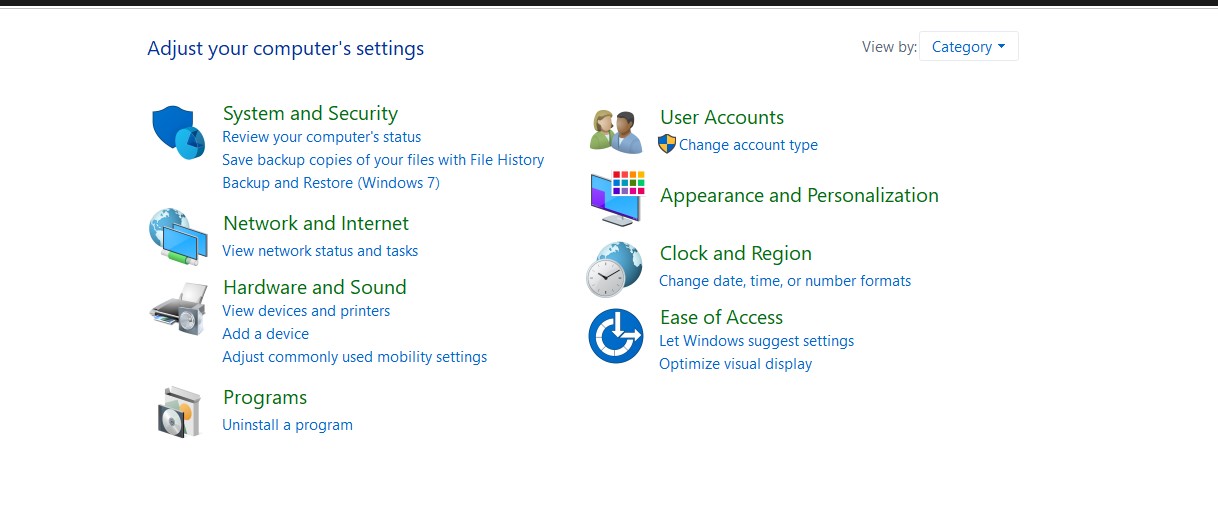 Adjust your computer's settings
View by: Category
System and Security
Review your computer's status
Save backup copies of your files with File History
Backup and Restore (Windows 7)
Network and Internet
View network status and tasks
Hardware and Sound
View devices and printers
Add a device
Adjust commonly used mobility settings
Programs
Uninstall a program
User Accounts
Change account type
Appearance and Personalization
Clock and Region
Change date, time, or number formats
Ease of Access
Let Windows suggest settings
Optimize visual display